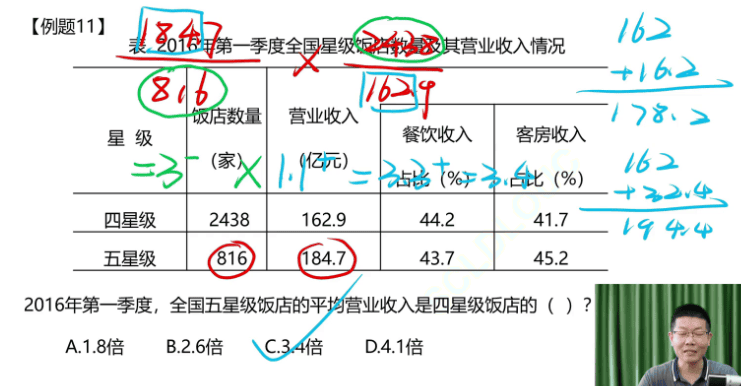 【例题11】
表 2016年第一季度全国星级饭店数量及其营业收入情况
184.7 × 2438
816 162.9
星 级 饭店数量（家） 营业收入（亿元） 餐饮收入占比（%） 客房收入占比（%）
=3⁻ × 1.1⁺ = 3.3⁺ = 3.4
四星级 2438 162.9 44.2 41.7
五星级 816 184.7 43.7 45.2
162
+16.2
178.2
162
+32.4
194.4
2016年第一季度，全国五星级饭店的平均营业收入是四星级饭店的（ ）？
A.1.8倍 B.2.6倍 C.3.4倍 D.4.1倍